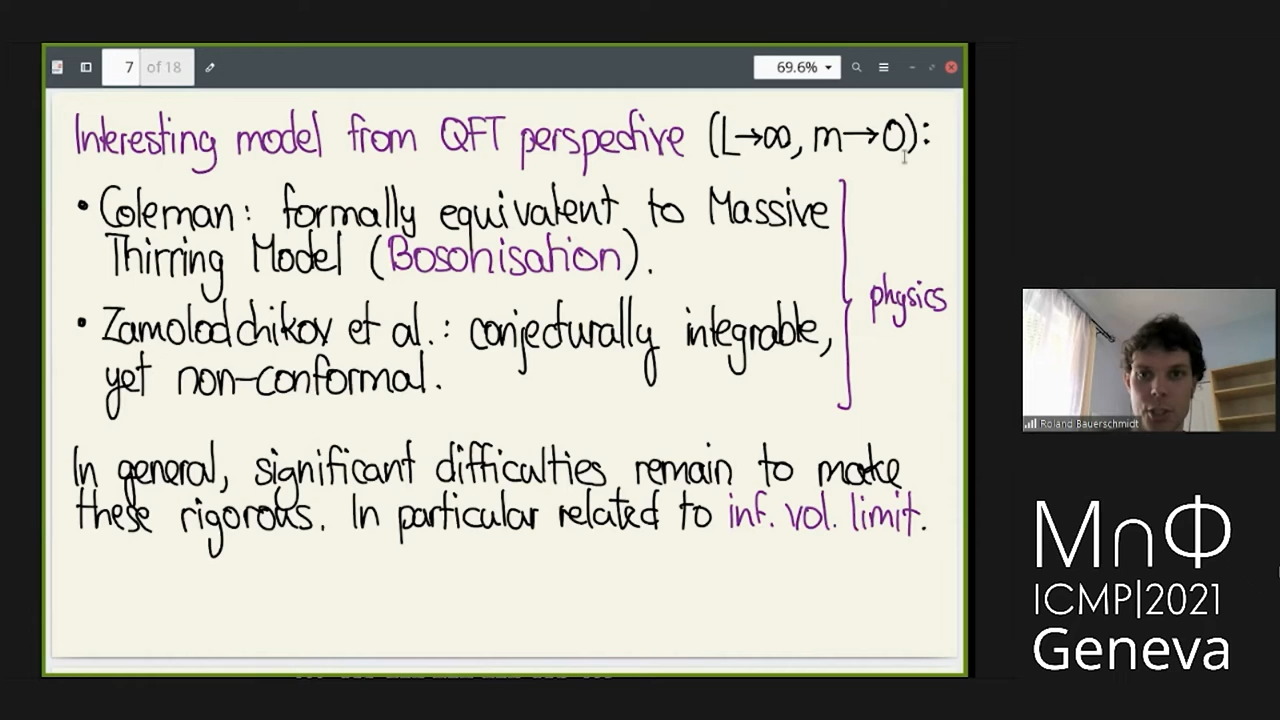 7 of 18
69.6%
Interesting model from QFT perspective (L→∞, m→0):
• Coleman: formally equivalent to Massive
Thirring Model (Bosonisation).
• Zamolodchikov et al.: conjecturally integrable,
yet non-conformal.
physics
In general, significant difficulties remain to make
these rigorous. In particular related to inf. vol. limit.
Roland Bauerschmidt
M∩Φ
ICMP|2021
Geneva